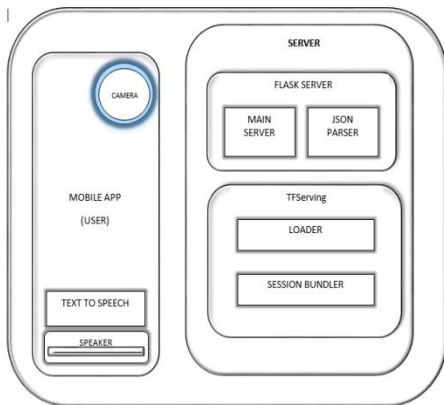 CAMERA
MOBILE APP
(USER)
TEXT TO SPEECH
SPEAKER
SERVER
FLASK SERVER
MAIN
SERVER
JSON
PARSER
TFServing
LOADER
SESSION BUNDLER